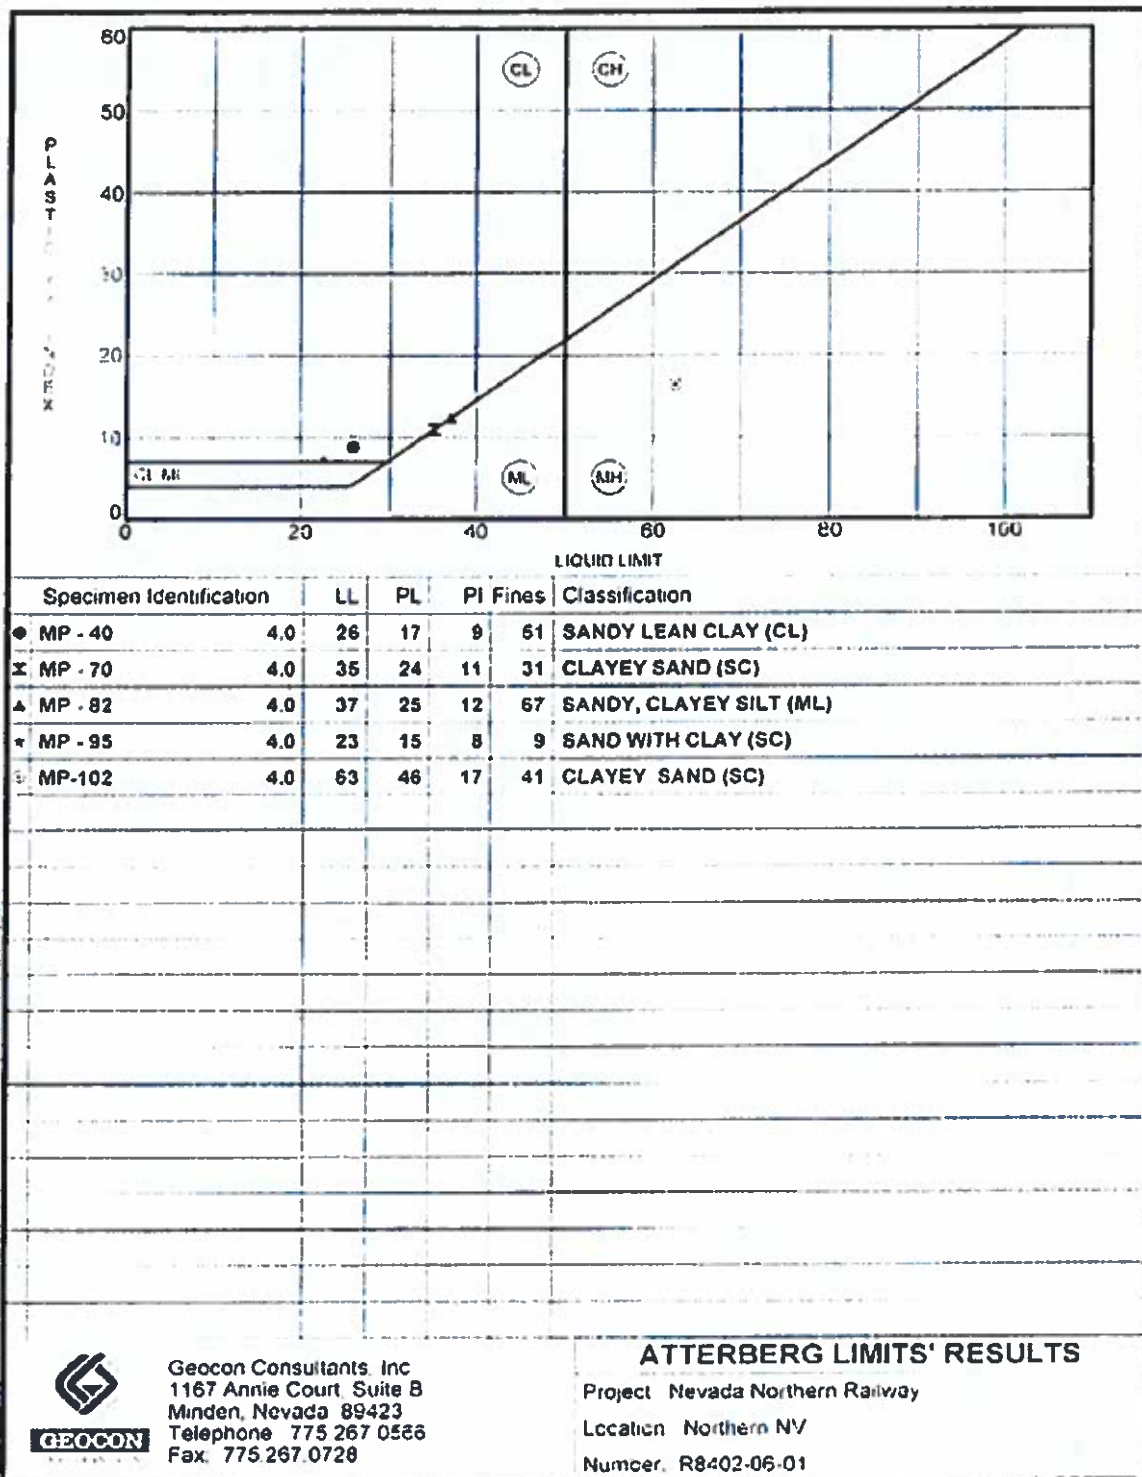 60
50
40
30
20
10
0
PLAST
CL
CH
ML
MH
0 20 40 60 80 100
LIQUID LIMIT
Specimen Identification LL PL PI Fines Classification
● MP - 40 4.0 26 17 9 51 SANDY LEAN CLAY (CL)
MP - 70 4.0 35 24 11 31 CLAYEY SAND (SC)
▲ MP - 82 4.0 37 25 12 67 SANDY, CLAYEY SILT (ML)
★ MP - 95 4.0 23 15 8 9 SAND WITH CLAY (SC)
MP-102 4.0 63 46 17 41 CLAYEY SAND (SC)
GEOCON
Geocon Consultants, Inc
1167 Annie Court, Suite B
Minden, Nevada 89423
Telephone 775 267 0566
Fax: 775.267.0728
ATTERBERG LIMITS' RESULTS
Project Nevada Northern Railway
Location Northern NV
Number. R8402-06-01